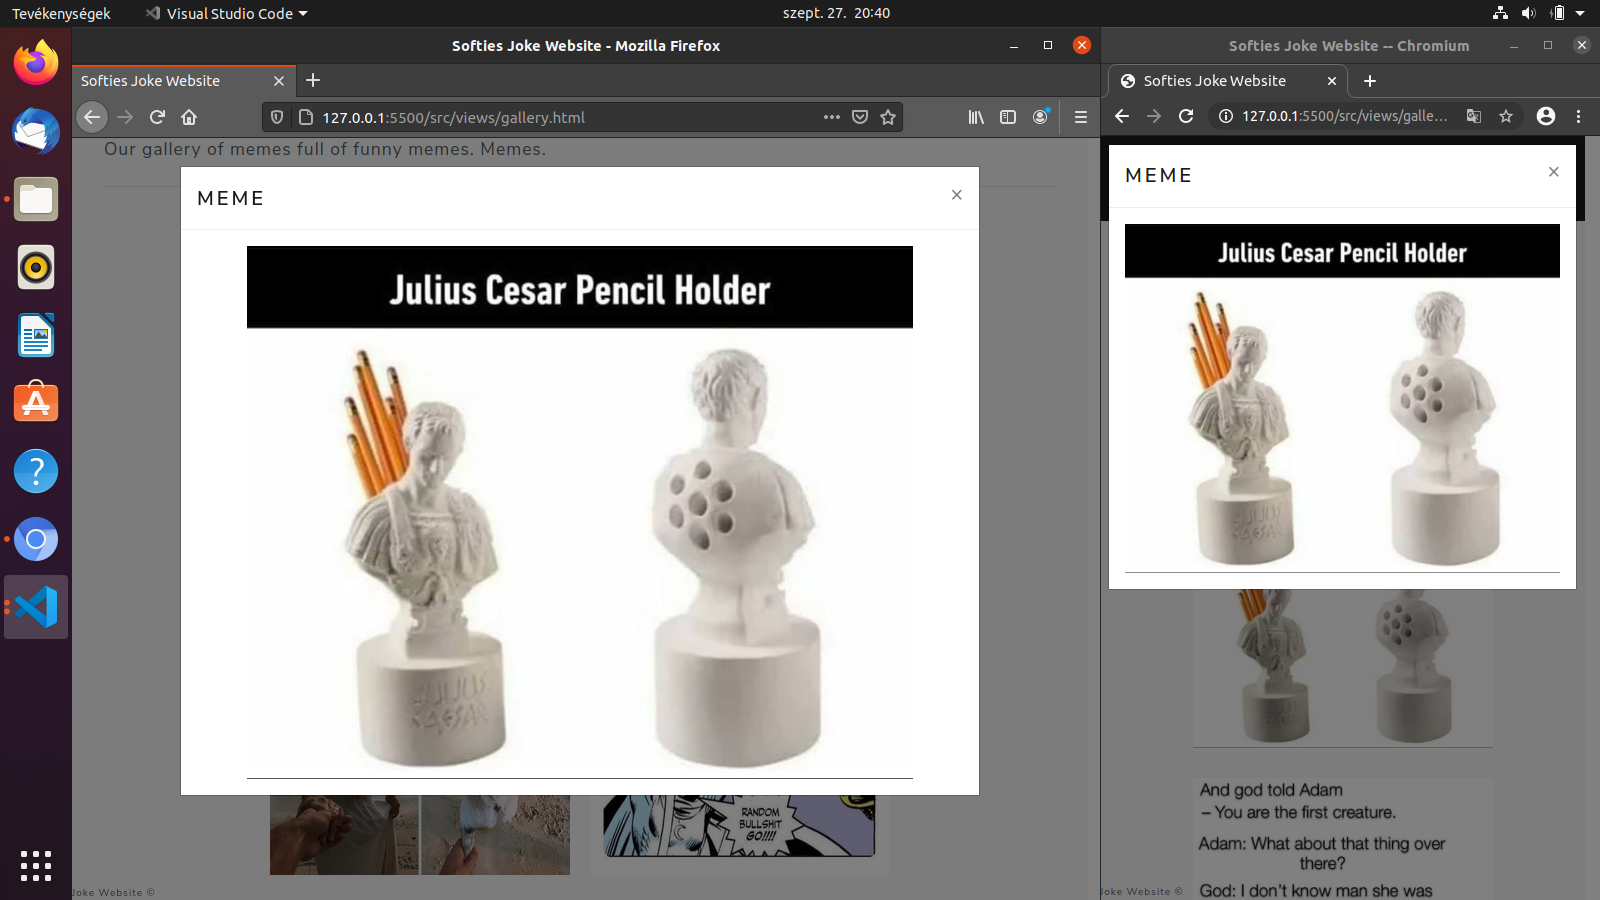 Tevékenységek
Visual Studio Code
szept. 27. 20:40
Softies Joke Website - Mozilla Firefox
Softies Joke Website
127.0.0.1:5500/src/views/gallery.html
Our gallery of memes full of funny memes. Memes.
MEME
Julius Cesar Pencil Holder
JULIUS
RANDOM
BULLSHIT
GO!!!!
Joke Website ©
Softies Joke Website -- Chromium
Softies Joke Website
127.0.0.1:5500/src/views/galle...
MEME
Julius Cesar Pencil Holder
And god told Adam
– You are the first creature.
Adam: What about that thing over
there?
God: I don't know man she was
Joke Website ©